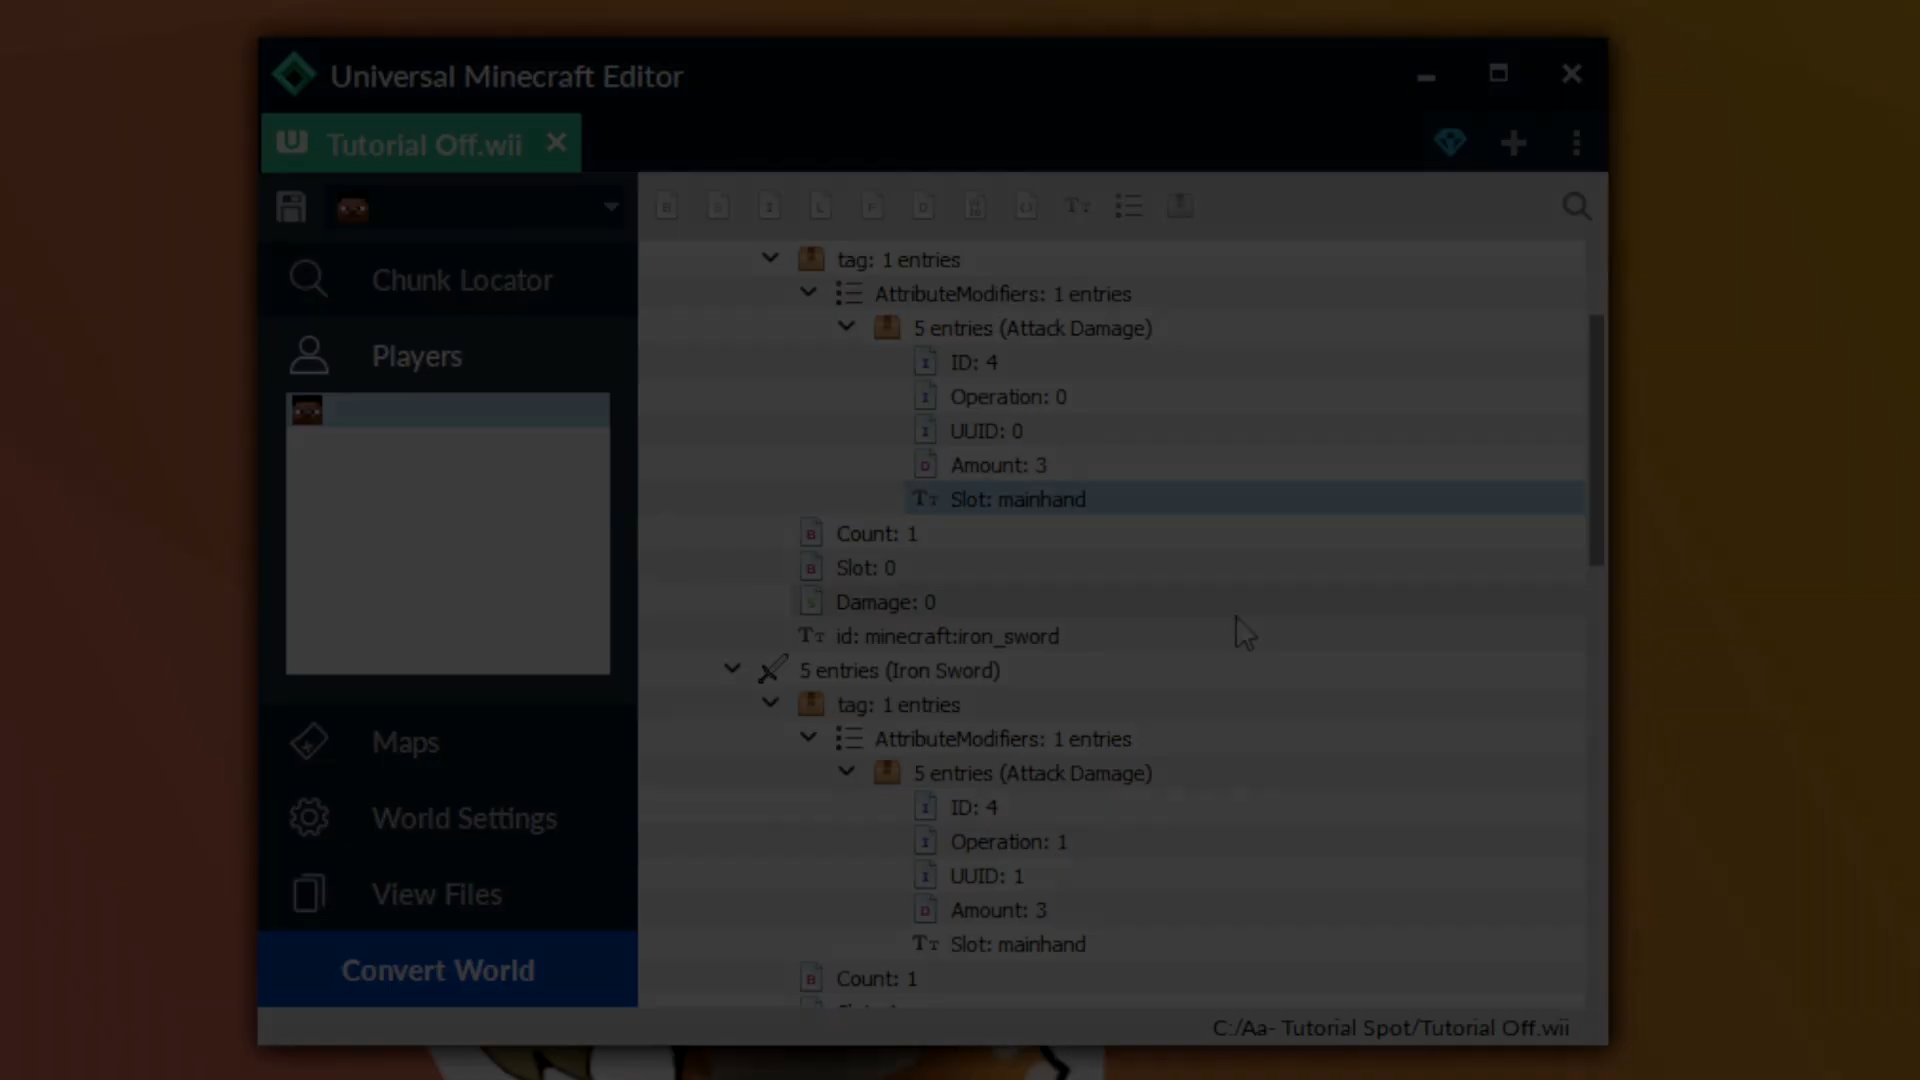 Universal Minecraft Editor
Tutorial Off.wii
Chunk Locator
Players
Maps
World Settings
View Files
Convert World
tag: 1 entries
AttributeModifiers: 1 entries
5 entries (Attack Damage)
ID: 4
Operation: 0
UUID: 0
Amount: 3
Slot: mainhand
Count: 1
Slot: 0
Damage: 0
id: minecraft:iron_sword
5 entries (Iron Sword)
tag: 1 entries
AttributeModifiers: 1 entries
5 entries (Attack Damage)
ID: 4
Operation: 1
UUID: 1
Amount: 3
Slot: mainhand
Count: 1
C:/Aa- Tutorial Spot/Tutorial Off.wii